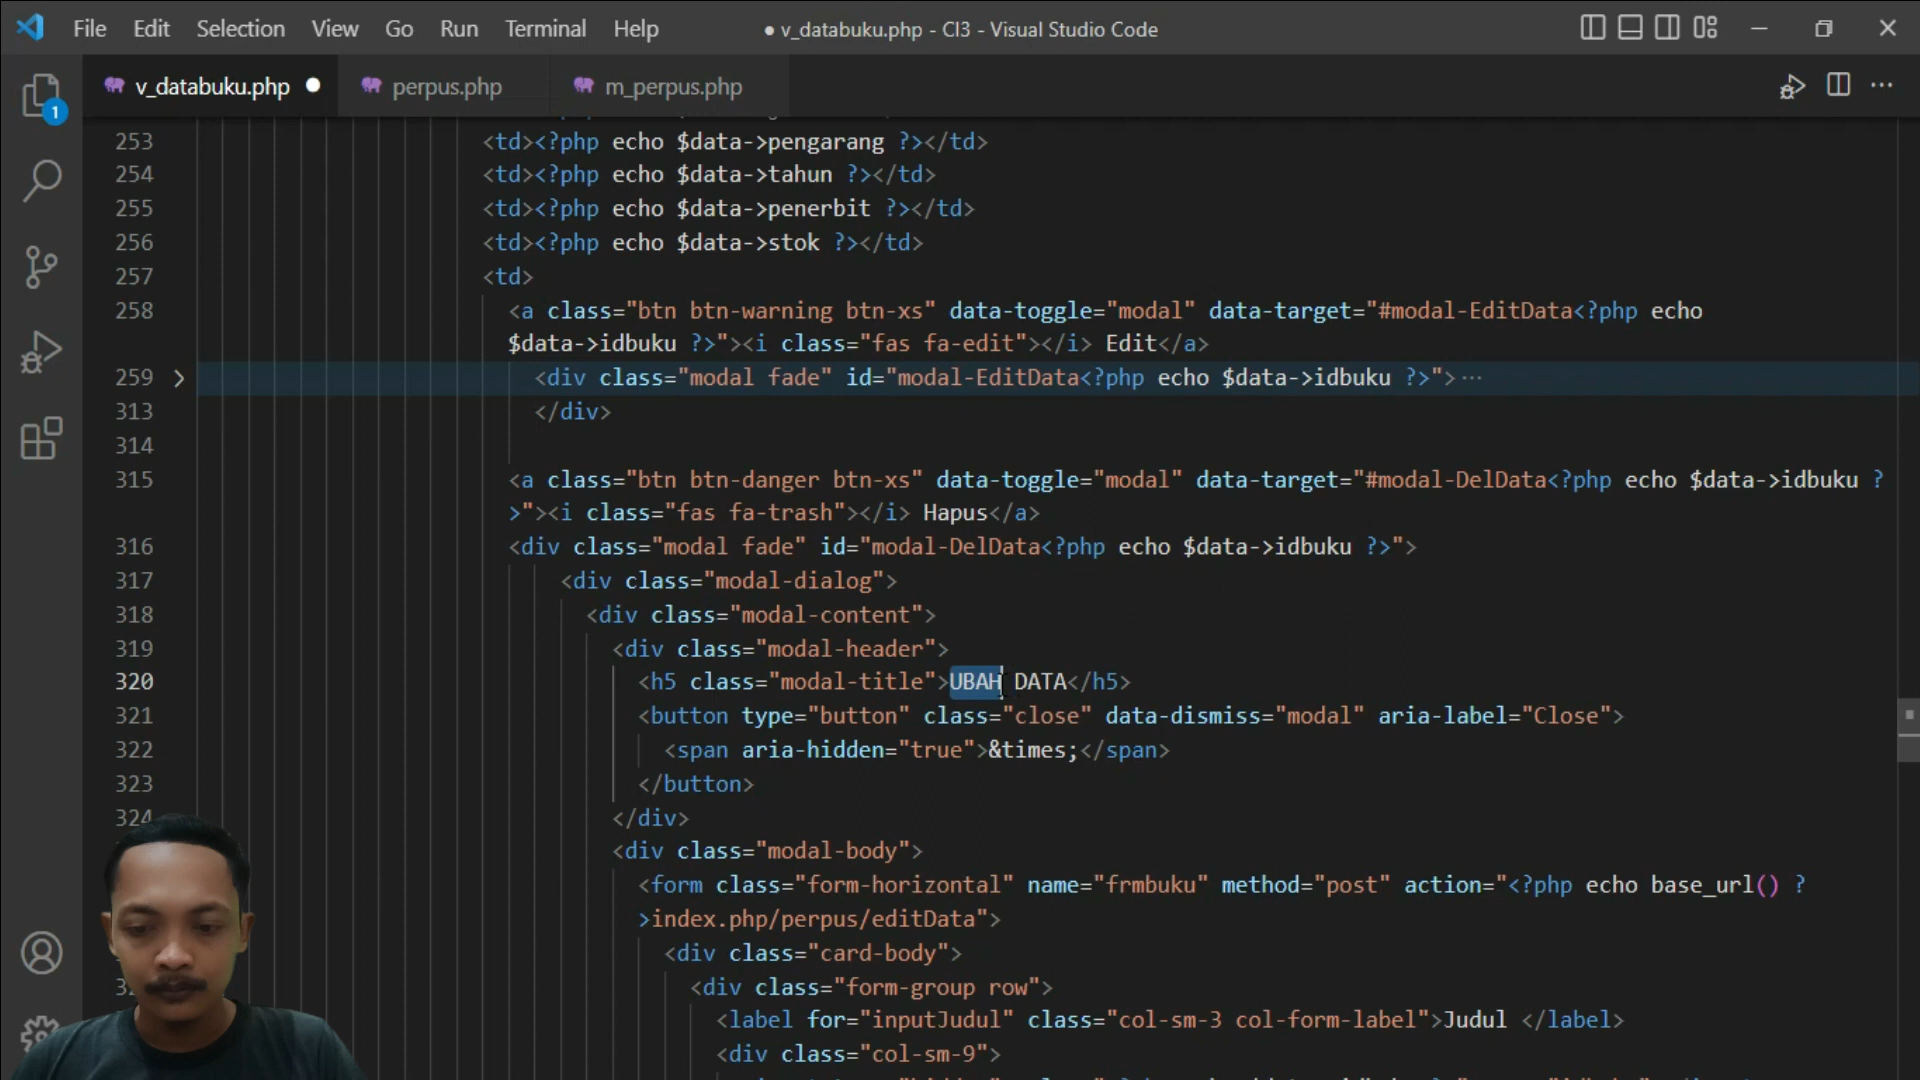 File Edit Selection View Go Run Terminal Help ● v_databuku.php - CI3 - Visual Studio Code
v_databuku.php perpus.php m_perpus.php
1
253 <td><?php echo $data->pengarang ?></td>
254 <td><?php echo $data->tahun ?></td>
255 <td><?php echo $data->penerbit ?></td>
256 <td><?php echo $data->stok ?></td>
257 <td>
258 <a class="btn btn-warning btn-xs" data-toggle="modal" data-target="#modal-EditData<?php echo
$data->idbuku ?>"><i class="fas fa-edit"></i> Edit</a>
259 <div class="modal fade" id="modal-EditData<?php echo $data->idbuku ?>">…
313 </div>
314
315 <a class="btn btn-danger btn-xs" data-toggle="modal" data-target="#modal-DelData<?php echo $data->idbuku ?
>"><i class="fas fa-trash"></i> Hapus</a>
316 <div class="modal fade" id="modal-DelData<?php echo $data->idbuku ?>">
317 <div class="modal-dialog">
318 <div class="modal-content">
319 <div class="modal-header">
320 <h5 class="modal-title">UBAH DATA</h5>
321 <button type="button" class="close" data-dismiss="modal" aria-label="Close">
322 <span aria-hidden="true">&times;</span>
323 </button>
324 </div>
<div class="modal-body">
<form class="form-horizontal" name="frmbuku" method="post" action="<?php echo base_url() ?
>index.php/perpus/editData">
<div class="card-body">
<div class="form-group row">
<label for="inputJudul" class="col-sm-3 col-form-label">Judul </label>
<div class="col-sm-9">